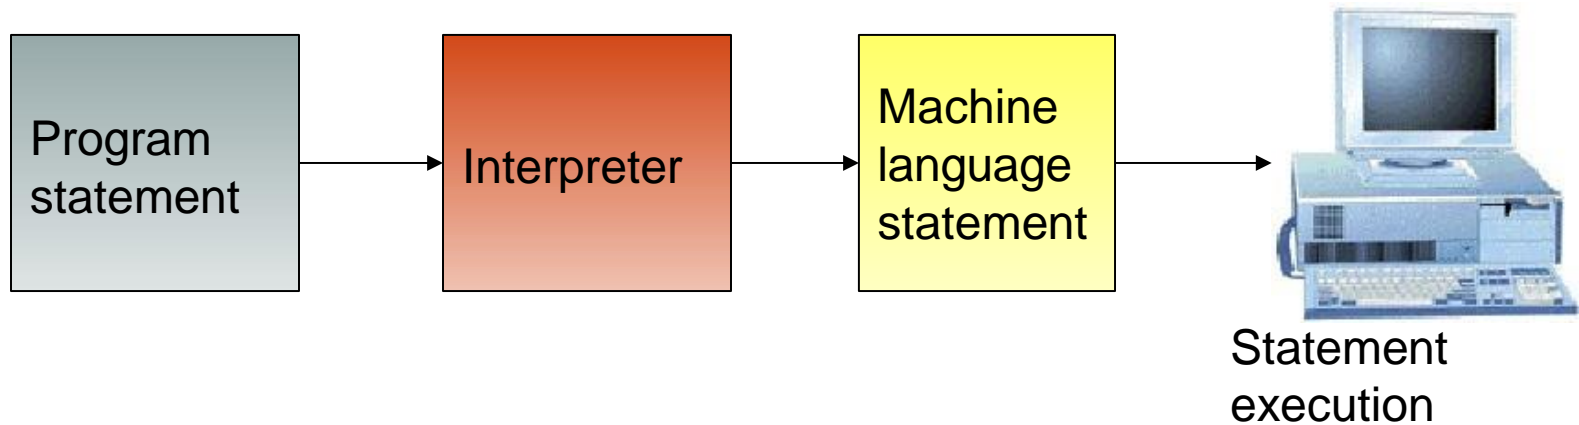 Program
statement
Interpreter
Machine
language
statement
Statement
execution